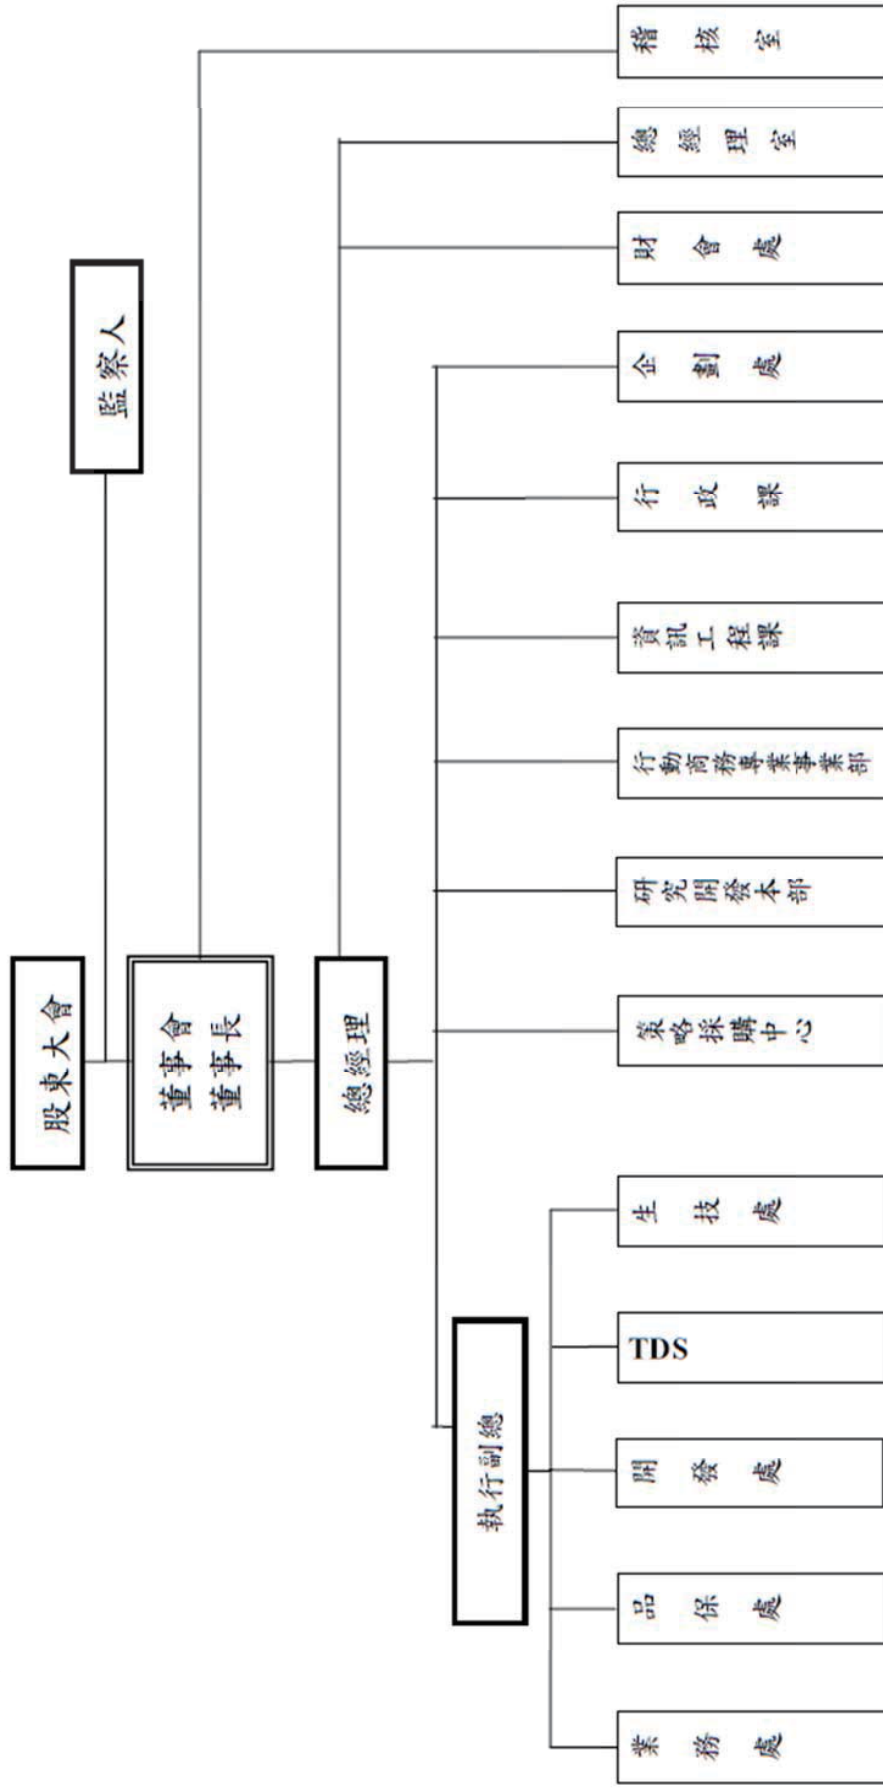 股東大會
監察人
董事會
董事長
總經理
執行副總
稽核室
總經理室
財會處
企劃處
行政課
資訊工程課
行動商務專業事業部
研究開發本部
策略採購中心
生技處
TDS
開發處
品保處
業務處